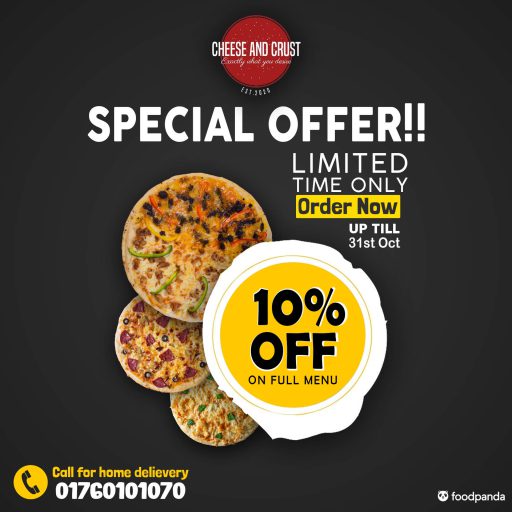 CHEESE AND CRUST
Exactly what you desire
EST.2020
SPECIAL OFFER!!
LIMITED
TIME ONLY
Order Now
UP TILL
31st Oct
10%
OFF
ON FULL MENU
Call for home delievery
01760101070
foodpanda